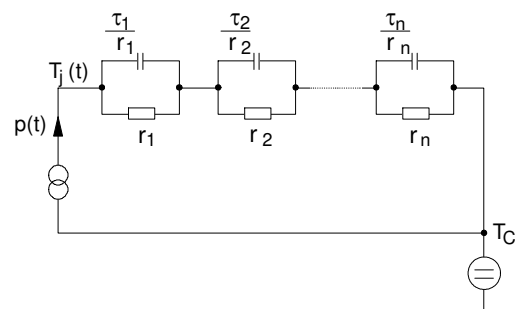 τ1/r1 τ2/r2 τn/rn
Tj(t)
p(t)
r1 r2 rn
TC